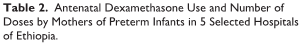 Table 2. Antenatal Dexamethasone Use and Number of
Doses by Mothers of Preterm Infants in 5 Selected Hospitals
of Ethiopia.